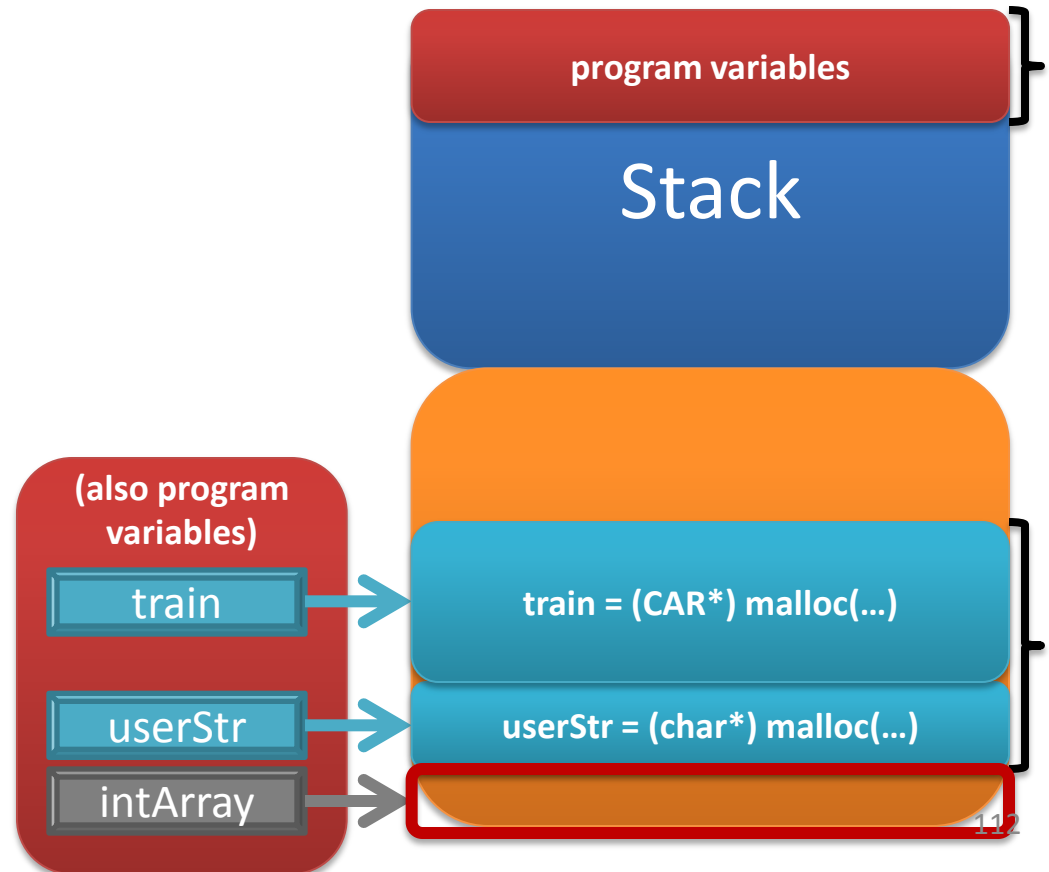 program variables
Stack
(also program
variables)
train
train = (CAR*) malloc(…)
userStr
userStr = (char*) malloc(…)
intArray
112